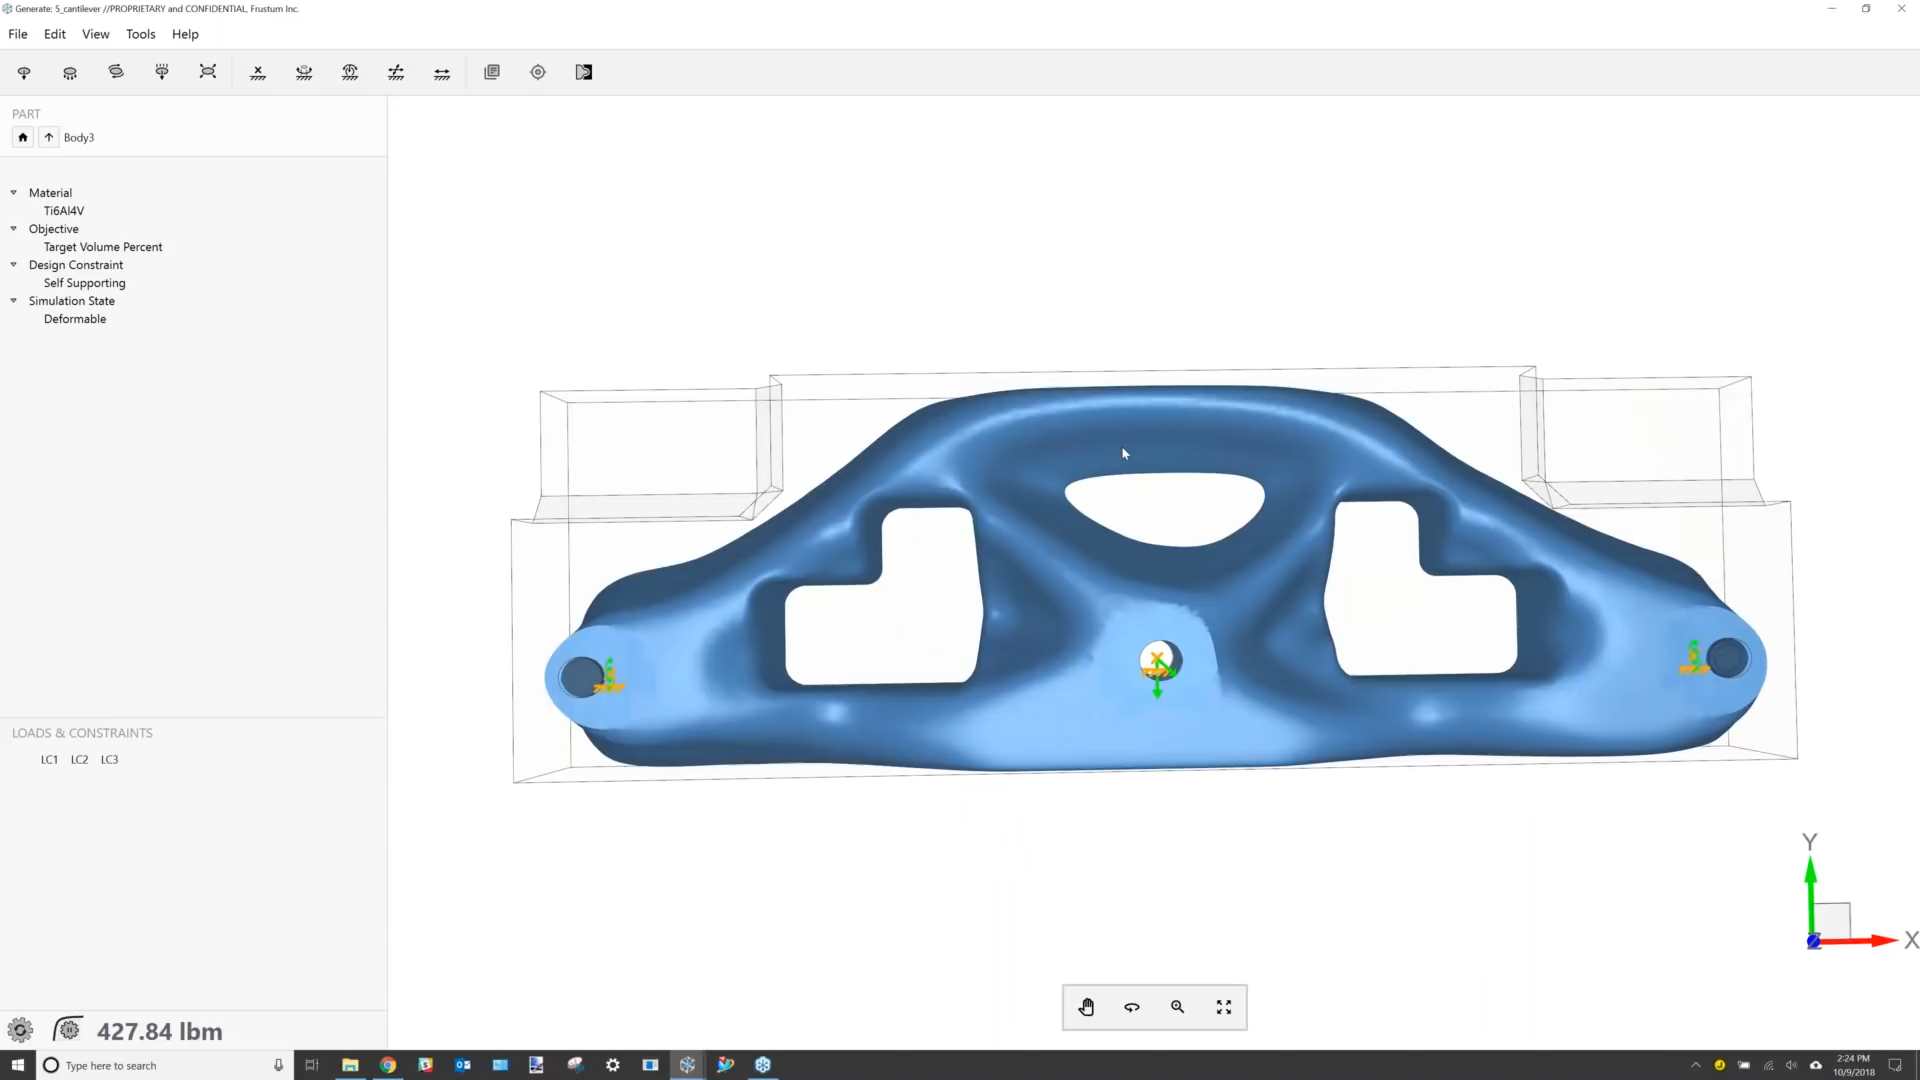 Generate: 5_cantilever //PROPRIETARY and CONFIDENTIAL, Frustum Inc.
File Edit View Tools Help
PART
Body3
Material
Ti6Al4V
Objective
Target Volume Percent
Design Constraint
Self Supporting
Simulation State
Deformable
LOADS & CONSTRAINTS
LC1 LC2 LC3
Y
X
Z
427.84 lbm
Type here to search
2:24 PM
10/9/2018